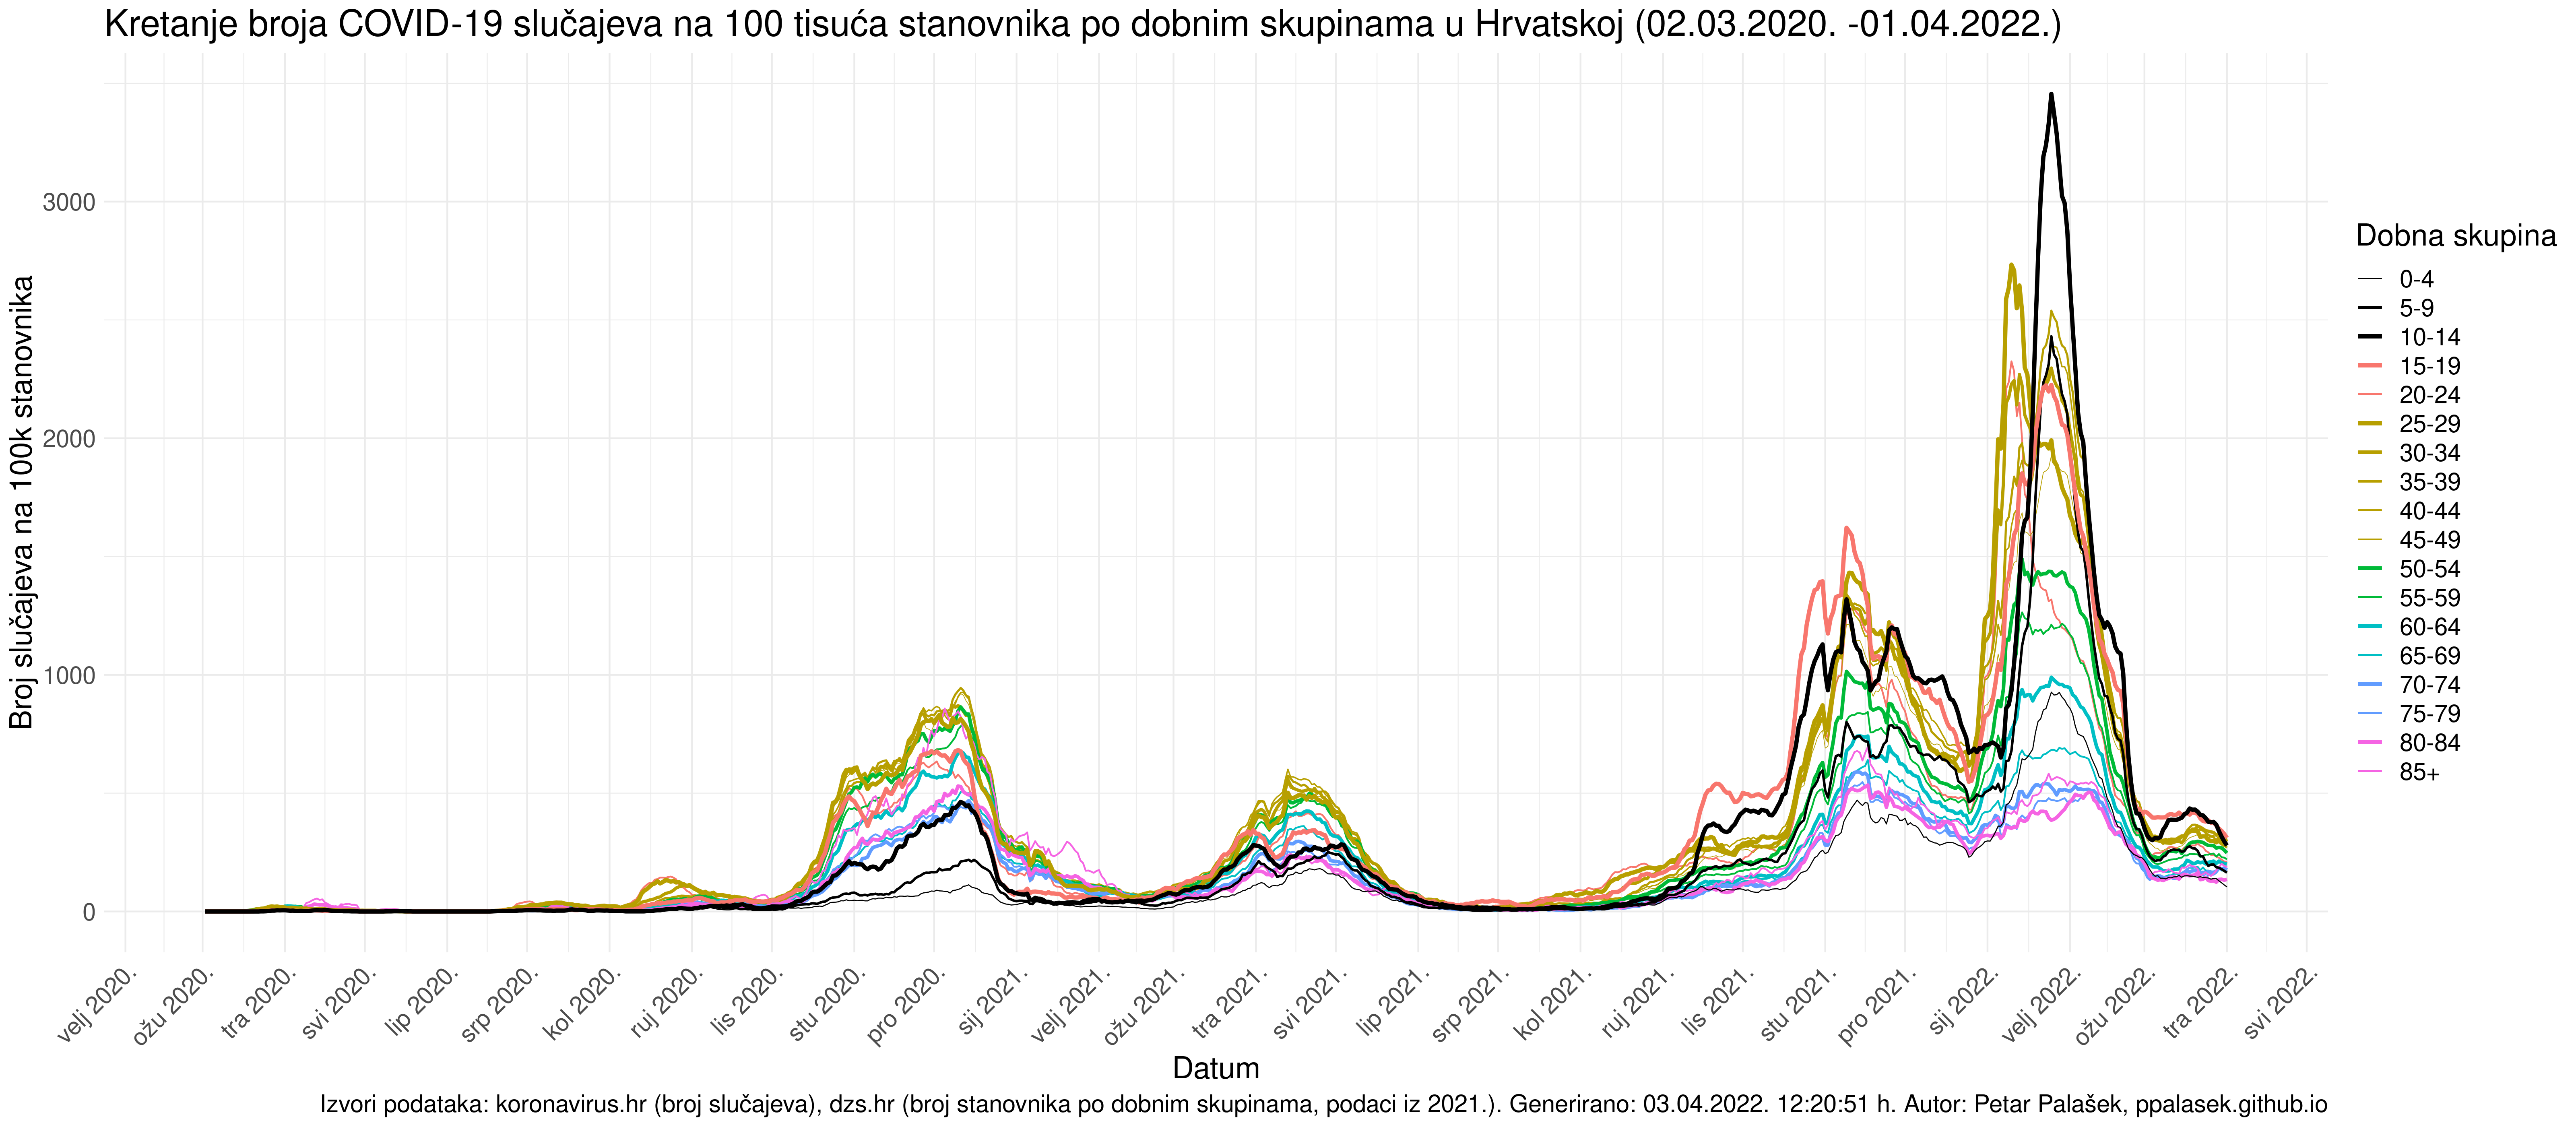 Kretanje broja COVID-19 slučajeva na 100 tisuća stanovnika po dobnim skupinama u Hrvatskoj (02.03.2020. -01.04.2022.)
Broj slučajeva na 100k stanovnika
3000
2000
1000
0
velj 2020.
ožu 2020.
tra 2020.
svi 2020.
lip 2020.
srp 2020.
kol 2020.
ruj 2020.
lis 2020.
stu 2020.
pro 2020.
sij 2021.
velj 2021.
ožu 2021.
tra 2021.
svi 2021.
lip 2021.
srp 2021.
kol 2021.
ruj 2021.
lis 2021.
stu 2021.
pro 2021.
sij 2022.
velj 2022.
ožu 2022.
tra 2022.
svi 2022.
Datum
Dobna skupina
0-4
5-9
10-14
15-19
20-24
25-29
30-34
35-39
40-44
45-49
50-54
55-59
60-64
65-69
70-74
75-79
80-84
85+
Izvori podataka: koronavirus.hr (broj slučajeva), dzs.hr (broj stanovnika po dobnim skupinama, podaci iz 2021.). Generirano: 03.04.2022. 12:20:51 h. Autor: Petar Palašek, ppalasek.github.io